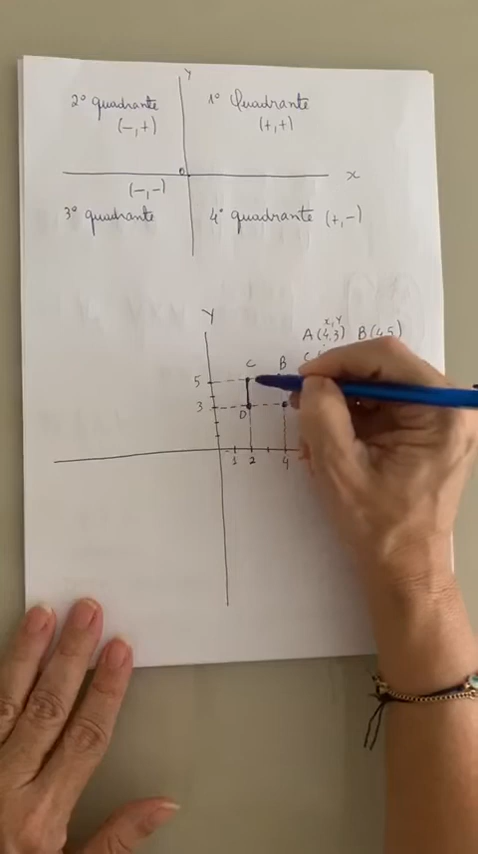 Y
2º quadrante
1º Quadrante
(−,+)
(+,+)
0
x
(−,−)
3º quadrante
4º quadrante (+,−)
Y
x,Y
A(4,3) B(4,5)
C
B
5
3
D
1 2 4